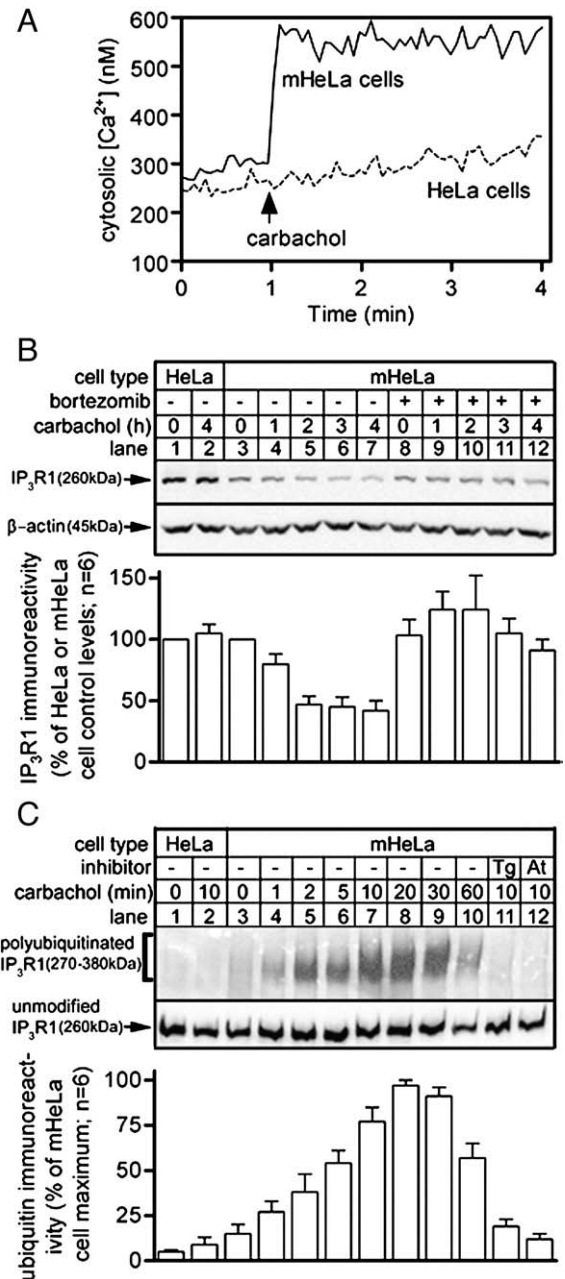 A
cytosolic [Ca²⁺] (nM)
600
500
400
300
200
100
mHeLa cells
HeLa cells
carbachol
0 1 2 3 4
Time (min)
B
cell type HeLa mHeLa
bortezomib - - - - - - - + + + + +
carbachol (h) 0 4 0 1 2 3 4 0 1 2 3 4
lane 1 2 3 4 5 6 7 8 9 10 11 12
IP₃R1(260kDa)
β-actin(45kDa)
IP₃R1 immunoreactivity
(% of HeLa or mHeLa
cell control levels; n=6)
150
100
50
0
C
cell type HeLa mHeLa
inhibitor - - - - - - - - - - Tg At
carbachol (min) 0 10 0 1 2 5 10 20 30 60 10 10
lane 1 2 3 4 5 6 7 8 9 10 11 12
polyubiquitinated
IP₃R1(270-380kDa)
unmodified
IP₃R1(260kDa)
ubiquitin immunoreact-
ivity (% of mHeLa
cell maximum; n=6)
100
75
50
25
0